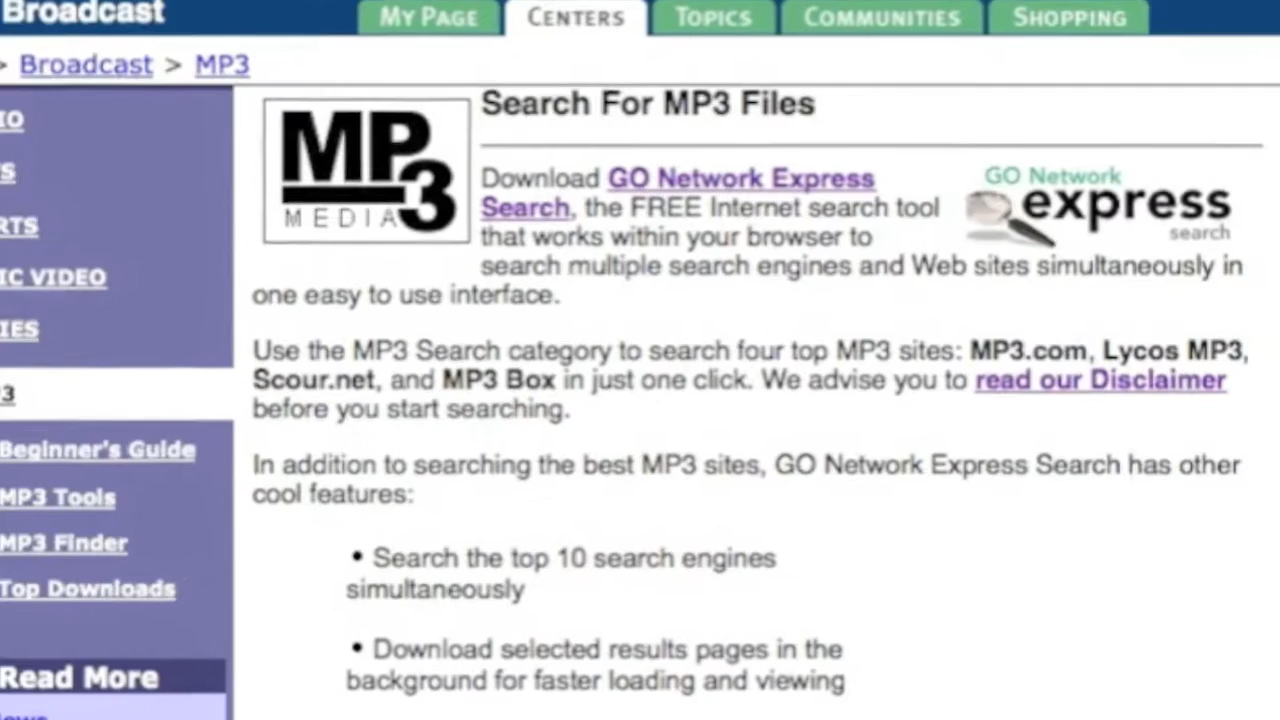 Broadcast
MY PAGE
CENTERS
TOPICS
COMMUNITIES
SHOPPING
> Broadcast > MP3
IO
S
RTS
IC VIDEO
IES
3
Beginner's Guide
MP3 Tools
MP3 Finder
Top Downloads
Read More
MP3
MEDIA
Search For MP3 Files
Download GO Network Express
Search, the FREE Internet search tool
that works within your browser to
search multiple search engines and Web sites simultaneously in
one easy to use interface.
GO Network
express
search
Use the MP3 Search category to search four top MP3 sites: MP3.com, Lycos MP3,
Scour.net, and MP3 Box in just one click. We advise you to read our Disclaimer
before you start searching.
In addition to searching the best MP3 sites, GO Network Express Search has other
cool features:
• Search the top 10 search engines
simultaneously
• Download selected results pages in the
background for faster loading and viewing